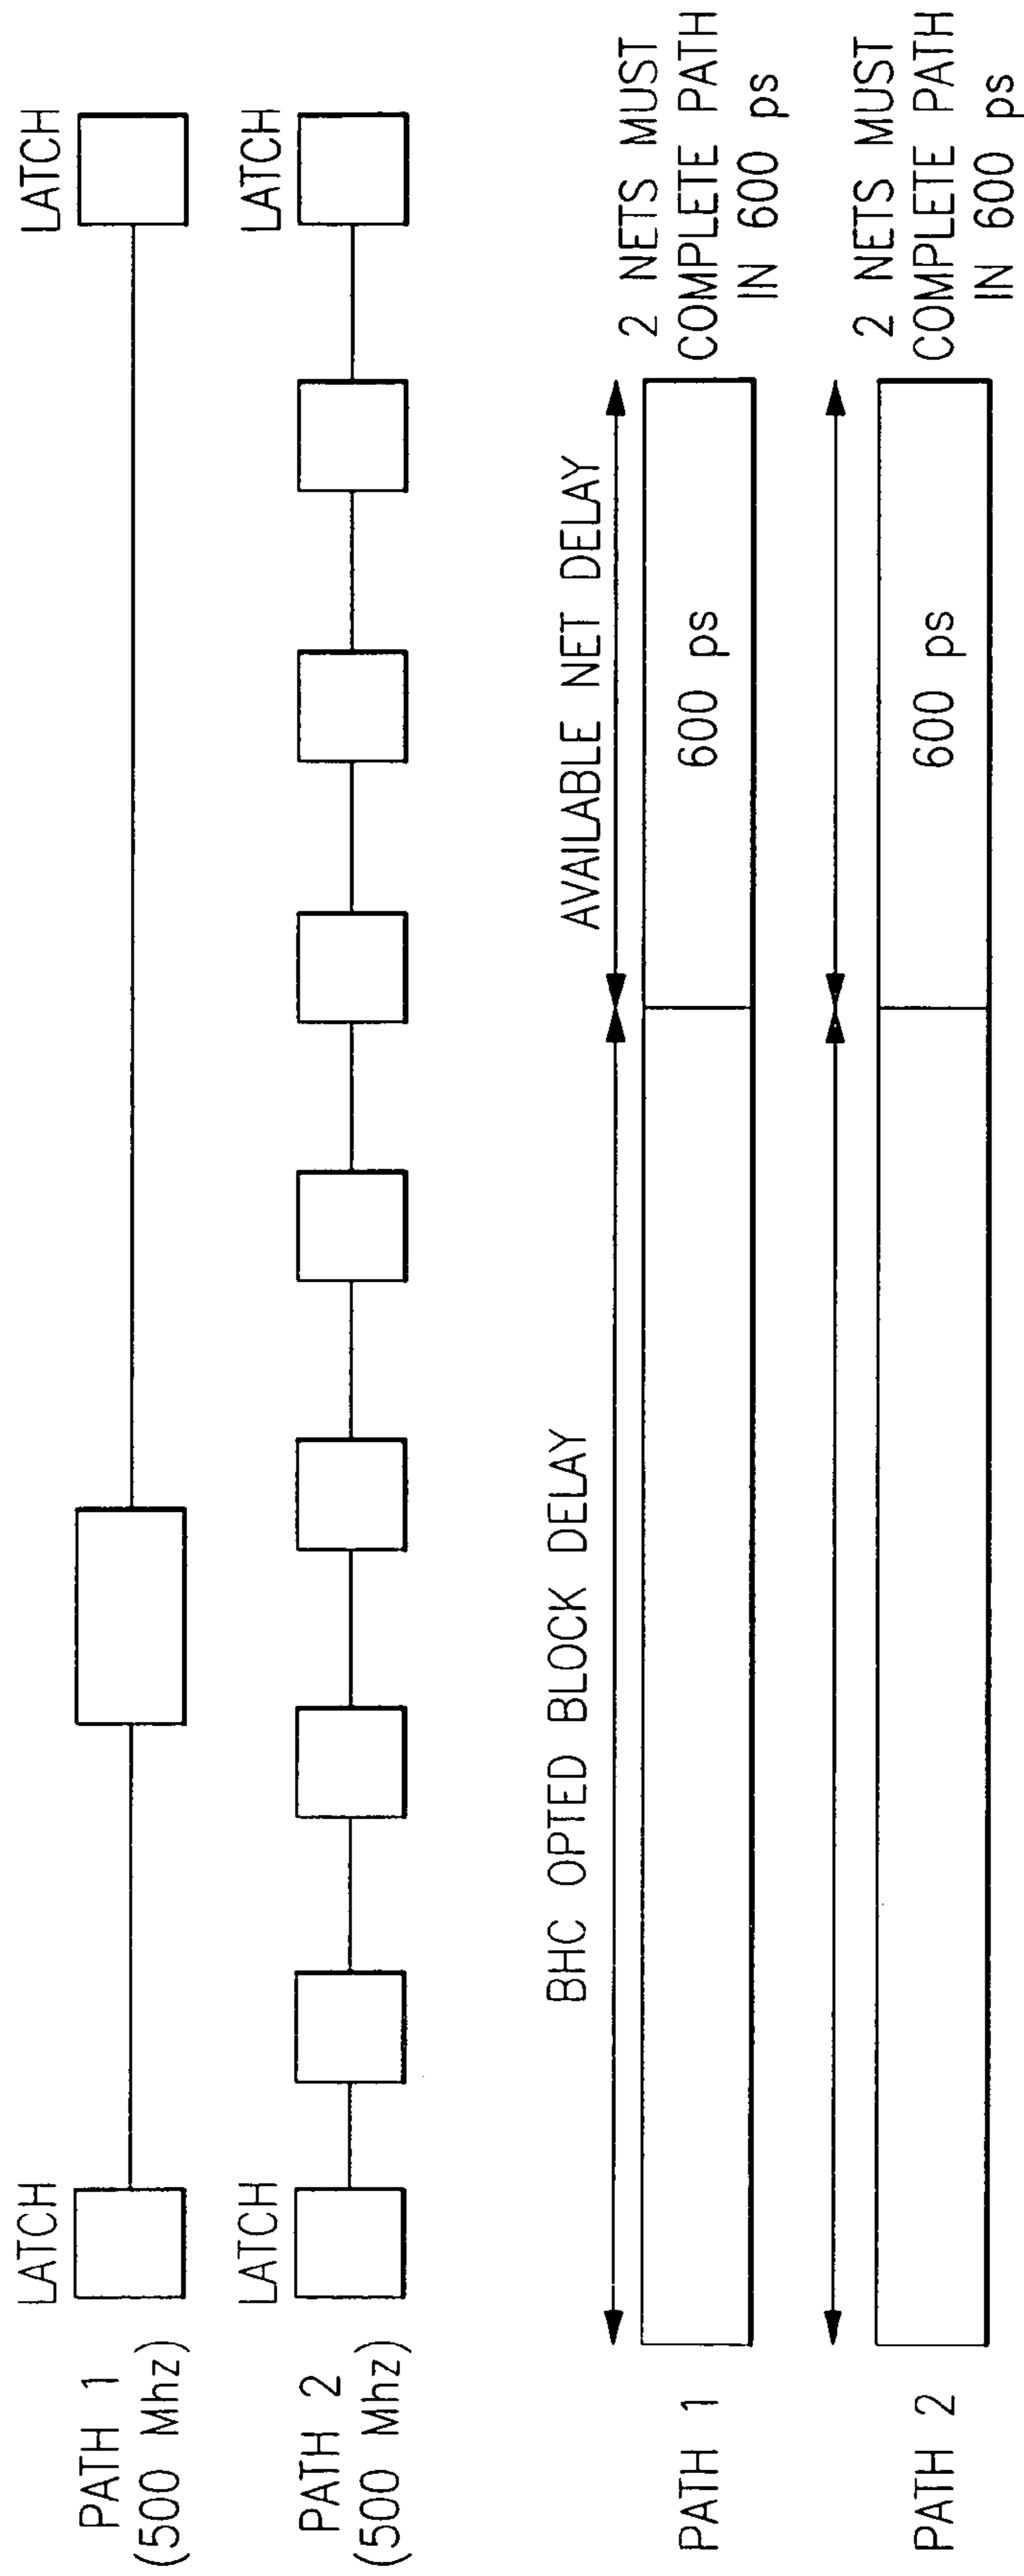 PATH 1
(500 Mhz)
LATCH
LATCH
PATH 2
(500 Mhz)
LATCH
LATCH
BHC OPTED BLOCK DELAY
AVAILABLE NET DELAY
PATH 1
600 ps
2 NETS MUST
COMPLETE PATH
IN 600 ps
PATH 2
600 ps
2 NETS MUST
COMPLETE PATH
IN 600 ps